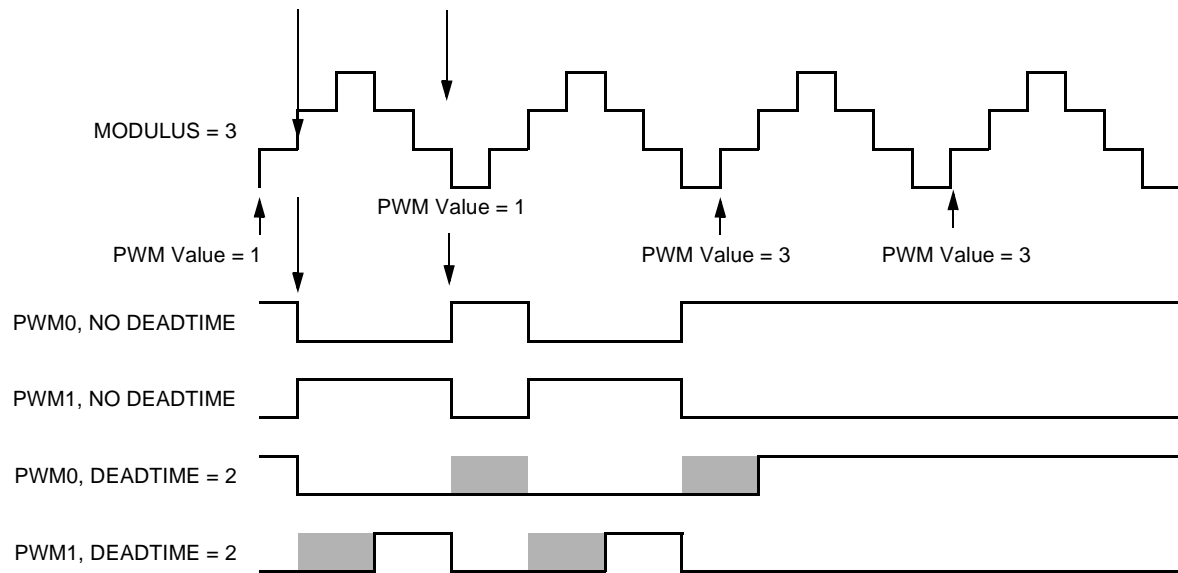 MODULUS = 3
PWM Value = 1
PWM Value = 1
PWM Value = 3
PWM Value = 3
PWM0, NO DEADTIME
PWM1, NO DEADTIME
PWM0, DEADTIME = 2
PWM1, DEADTIME = 2